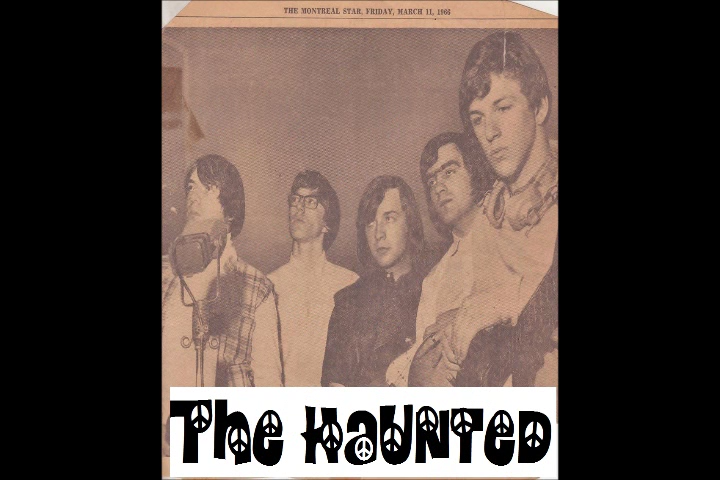 THE MONTREAL STAR, FRIDAY, MARCH 11, 1966
The Haunted